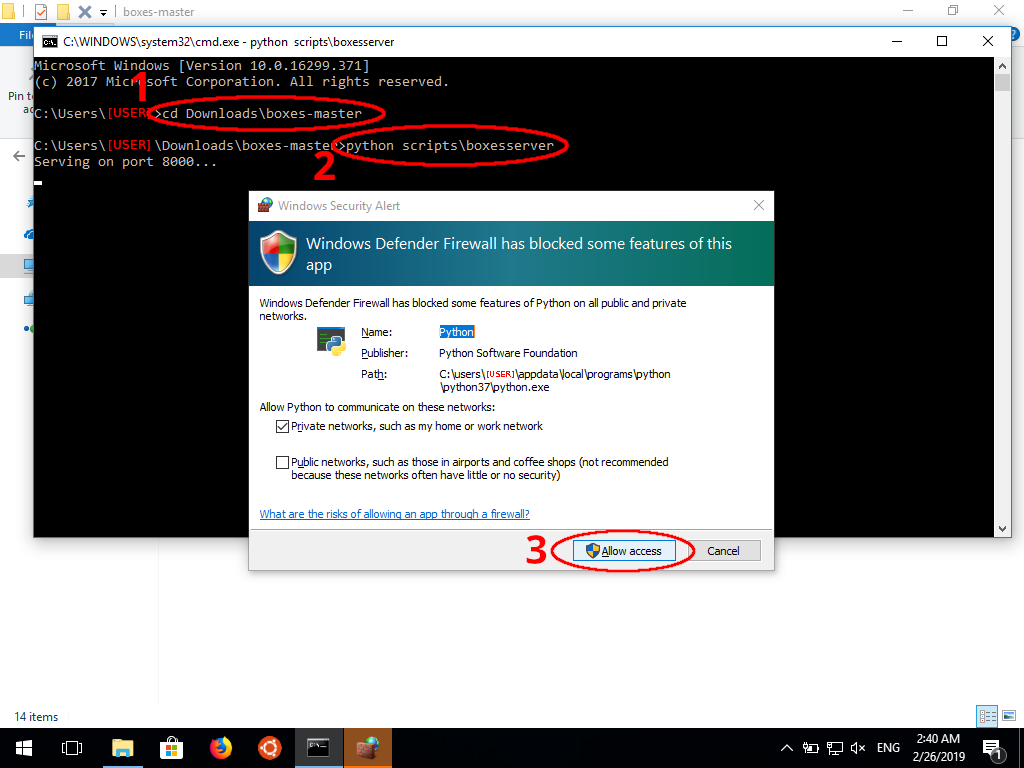 boxes-master
File
C:\WINDOWS\system32\cmd.exe - python scripts\boxesserver
Microsoft Windows [Version 10.0.16299.371]
(c) 2017 Microsoft Corporation. All rights reserved.
1
C:\Users\[USER]>cd Downloads\boxes-master
C:\Users\[USER]\Downloads\boxes-master>python scripts\boxesserver
2
Serving on port 8000...
Pin to
Windows Security Alert
Windows Defender Firewall has blocked some features of this
app
Windows Defender Firewall has blocked some features of Python on all public and private
networks.
Name: Python
Publisher: Python Software Foundation
Path: C:\users\[USER]\appdata\local\programs\python
\python37\python.exe
Allow Python to communicate on these networks:
Private networks, such as my home or work network
Public networks, such as those in airports and coffee shops (not recommended
because these networks often have little or no security)
What are the risks of allowing an app through a firewall?
3 Allow access Cancel
14 items
ENG 2:40 AM
2/26/2019
1